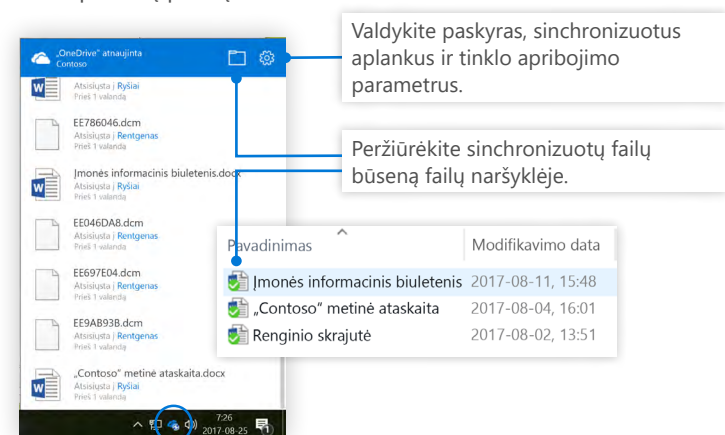 Valdykite paskyras, sinchronizuotus
aplankus ir tinklo apribojimo
parametrus.
„OneDrive“ atnaujinta
Contoso
Atsisiųsta į Ryšiai
Prieš 1 valandą
EE786046.dcm
Atsisiųsta į Rentgenas
Prieš 1 valandą
Įmonės informacinis biuletenis.docx
Atsisiųsta į Ryšiai
Prieš 1 valandą
EE046DA8.dcm
Atsisiųsta į Rentgenas
Prieš 1 valandą
EE697E04.dcm
Atsisiųsta į Rentgenas
Prieš 1 valandą
EE9AB93B.dcm
Atsisiųsta į Rentgenas
Prieš 1 valandą
„Contoso“ metinė ataskaita.docx
Atsisiųsta į Ryšiai
Prieš 1 valandą
7:26
2017-08-25
1
Peržiūrėkite sinchronizuotų failų
būseną failų naršyklėje.
Pavadinimas Modifikavimo data
Įmonės informacinis biuletenis 2017-08-11, 15:48
„Contoso“ metinė ataskaita 2017-08-04, 16:01
Renginio skrajutė 2017-08-02, 13:51